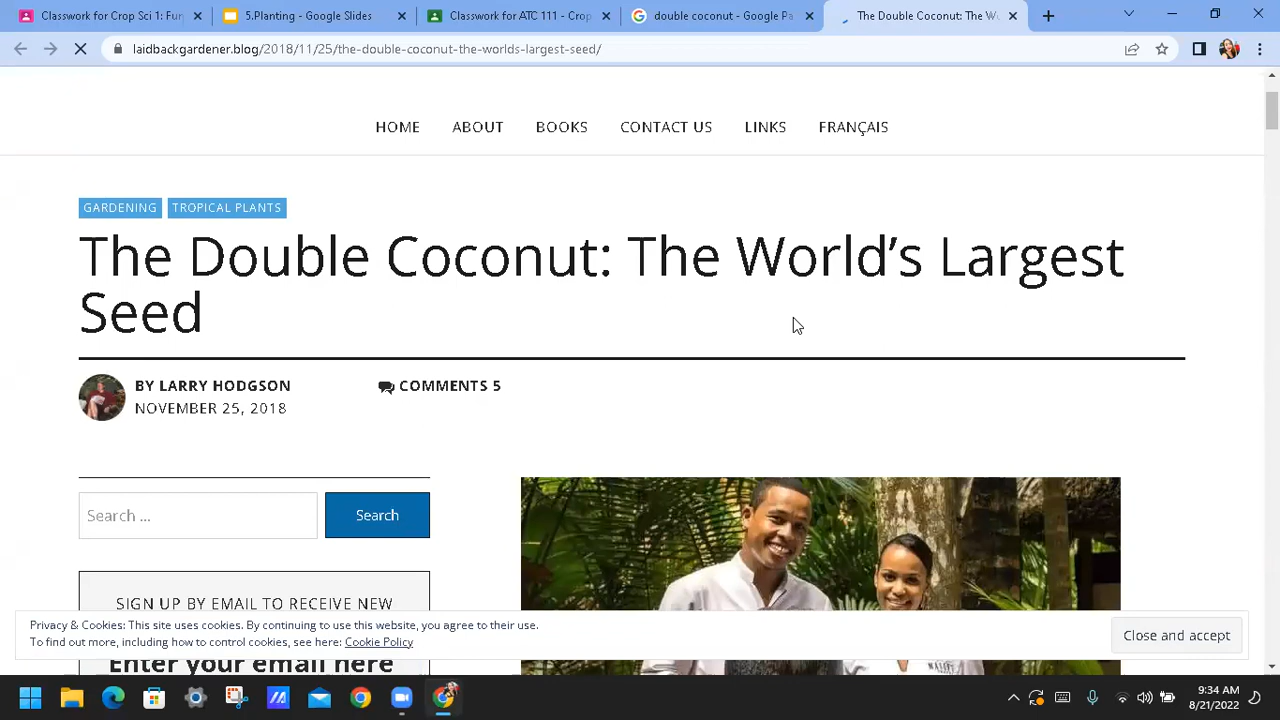 Classwork for Section 1: Fun
5.Planting - Google Slides
Classwork for ATC 111 - Crop
double coconut - World's P
The Double Coconut: The W
laidbackgardener.blog/2018/11/25/the-double-coconut-the-worlds-largest-seed/
HOME ABOUT BOOKS CONTACT US LINKS FRANÇAIS
GARDENING TROPICAL PLANTS
The Double Coconut: The World’s Largest
Seed
BY LARRY HODGSON
NOVEMBER 25, 2018
COMMENTS 5
Search ...
Search
SIGN UP BY EMAIL TO RECEIVE NEW
Enter your email here
Privacy & Cookies: This site uses cookies. By continuing to use this website, you agree to their use.
To find out more, including how to control cookies, see here: Cookie Policy
Close and accept
9:34 AM
8/21/2022